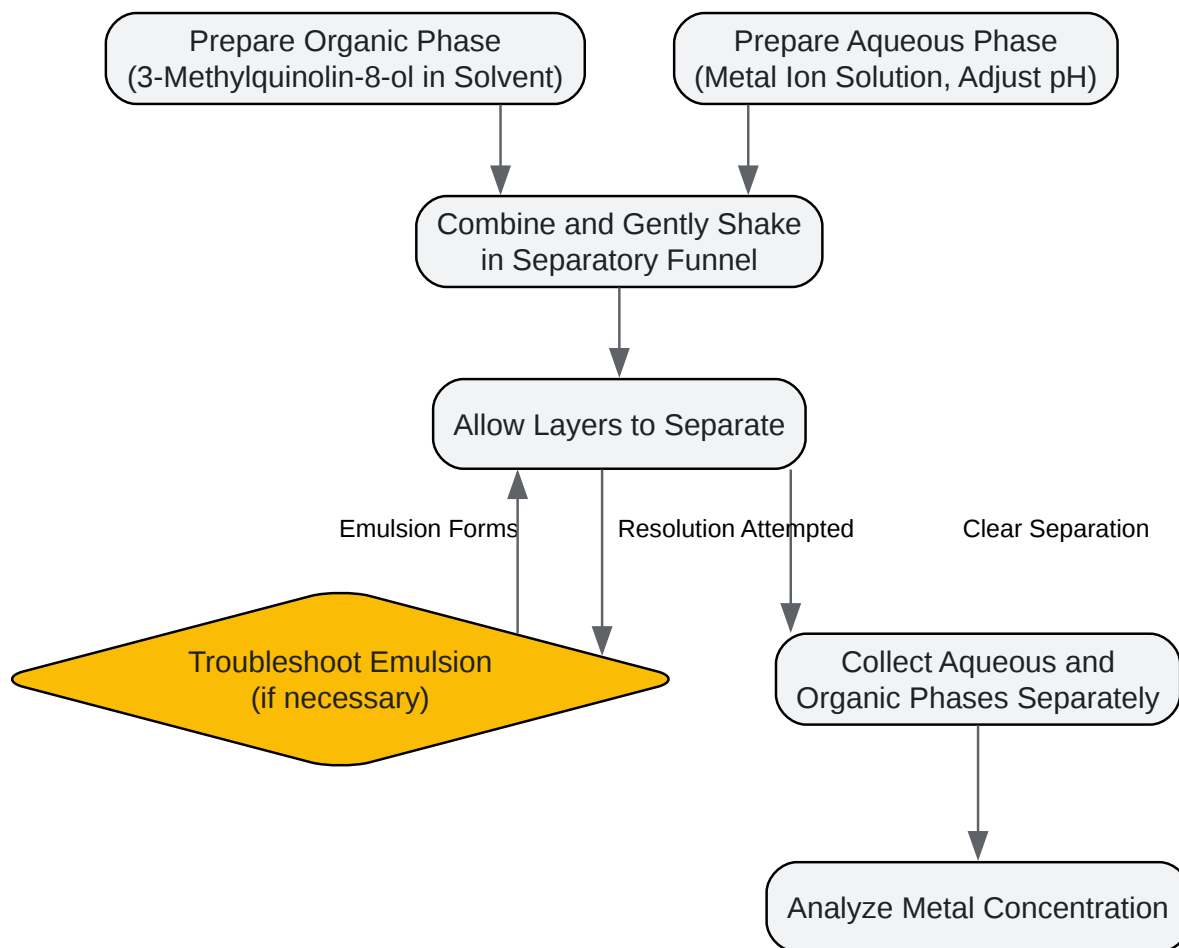 Prepare Organic Phase
(3-Methylquinolin-8-ol in Solvent)
Prepare Aqueous Phase
(Metal Ion Solution, Adjust pH)
Combine and Gently Shake
in Separatory Funnel
Allow Layers to Separate
Emulsion Forms
Resolution Attempted
Clear Separation
Troubleshoot Emulsion
(if necessary)
Collect Aqueous and
Organic Phases Separately
Analyze Metal Concentration